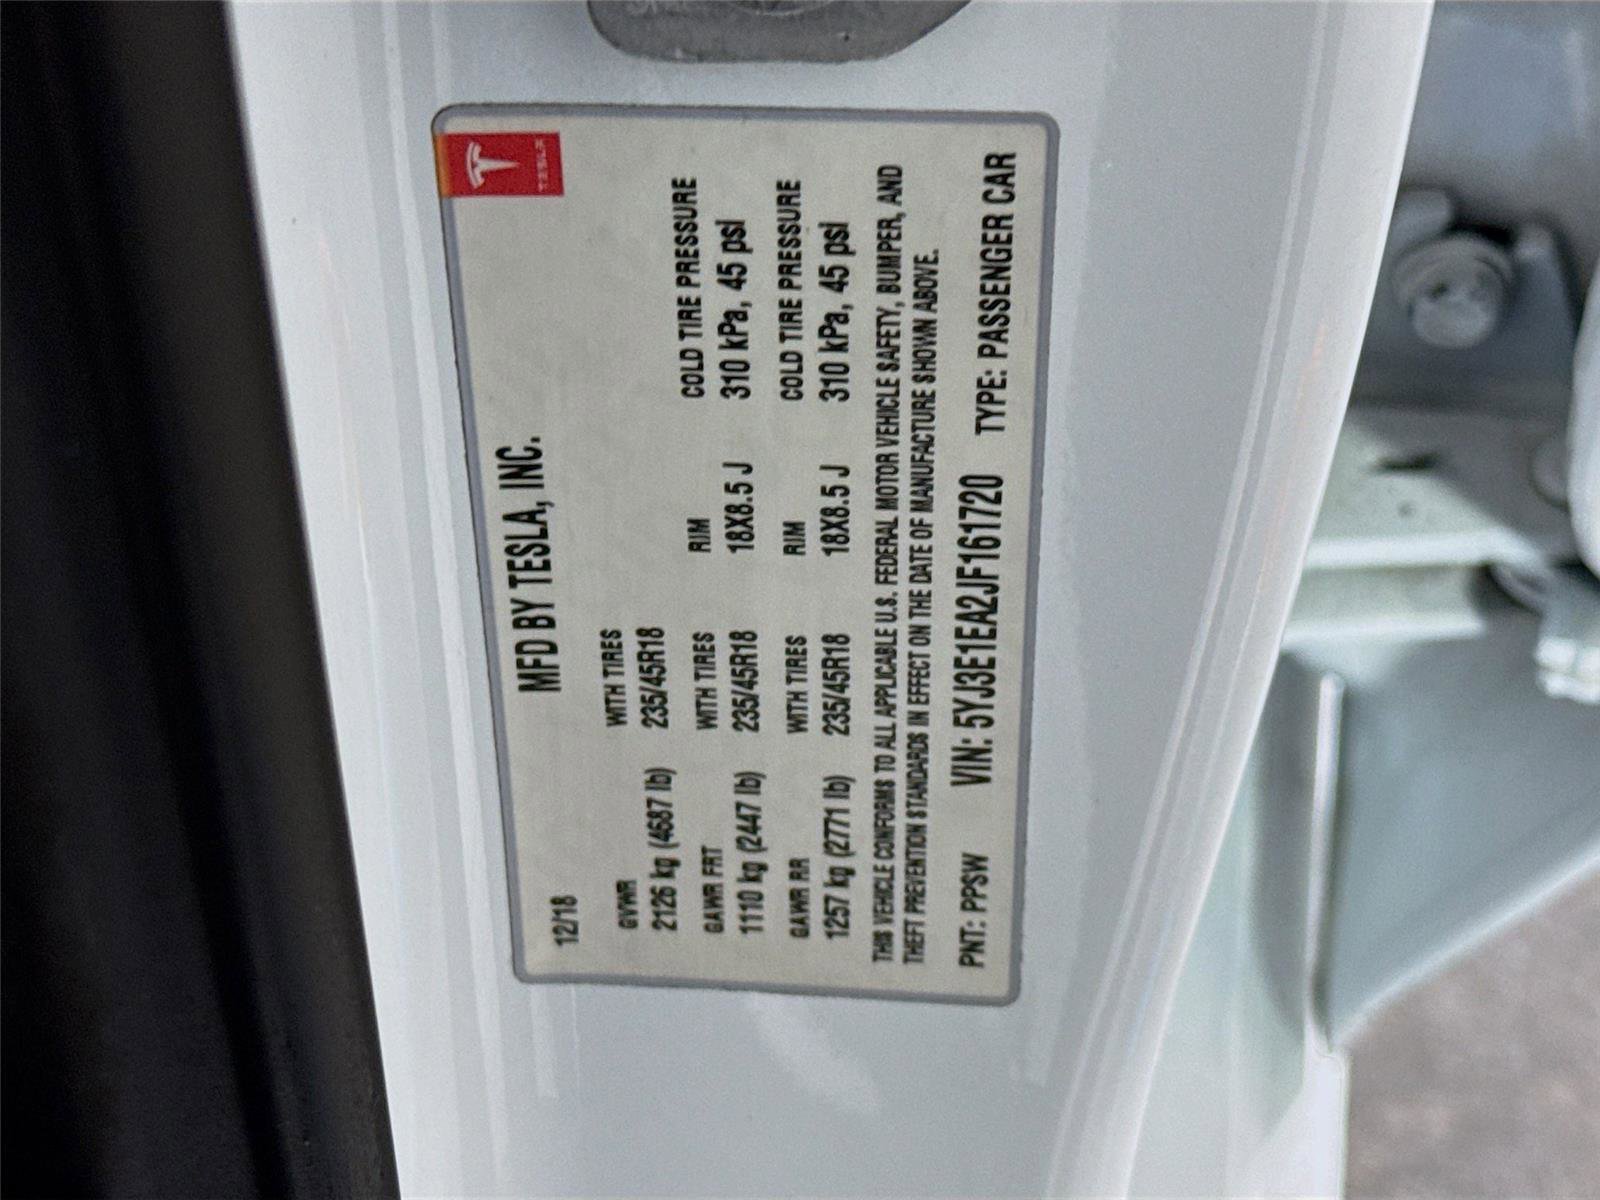 TESLA
12/18
MFD BY TESLA, INC.
GVWR WITH TIRES
2126 kg (4687 lb) 235/45R18
GAWR FRT WITH TIRES RIM COLD TIRE PRESSURE
1110 kg (2447 lb) 235/45R18 18X8.5 J 310 kPa, 45 psi
GAWR RR WITH TIRES RIM COLD TIRE PRESSURE
1257 kg (2771 lb) 235/45R18 18X8.5 J 310 kPa, 45 psi
THIS VEHICLE CONFORMS TO ALL APPLICABLE U.S. FEDERAL MOTOR VEHICLE SAFETY, BUMPER, AND
THEFT PREVENTION STANDARDS IN EFFECT ON THE DATE OF MANUFACTURE SHOWN ABOVE.
PNT: PPSW VIN: 5YJ3E1EA2JF161720 TYPE: PASSENGER CAR